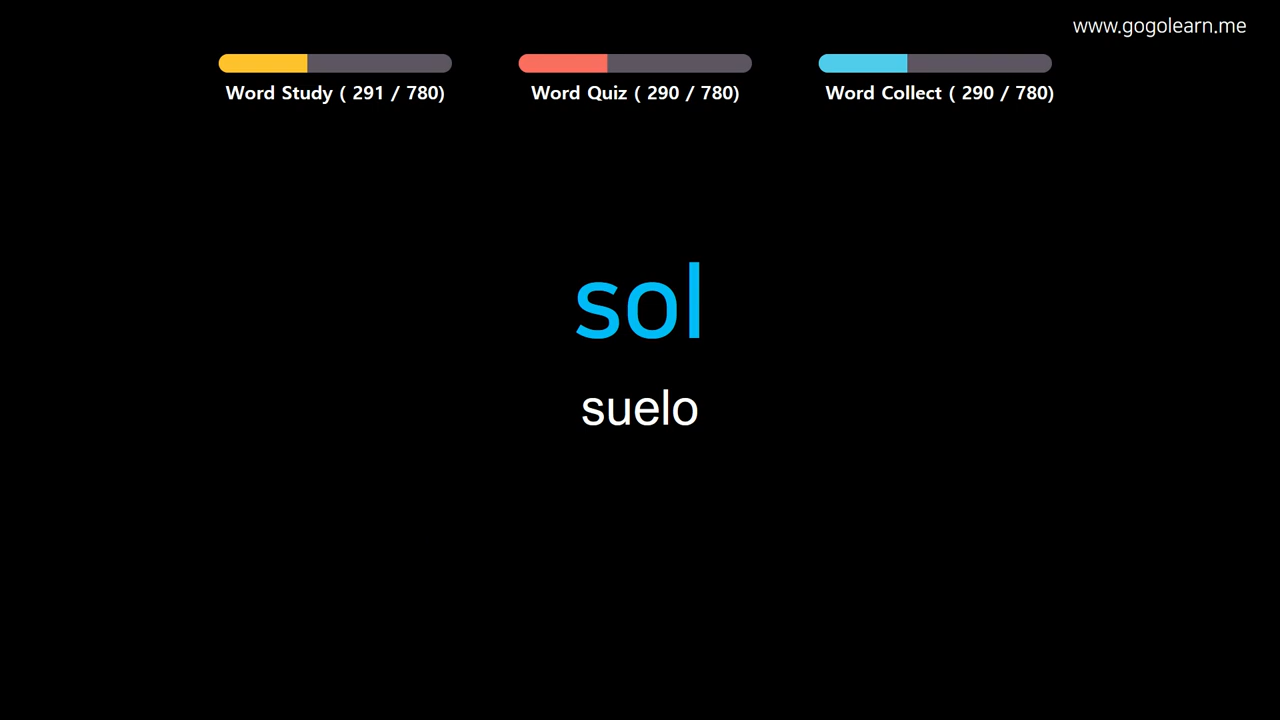 www.gogolearn.me
Word Study ( 291 / 780)
Word Quiz ( 290 / 780)
Word Collect ( 290 / 780)
sol
suelo